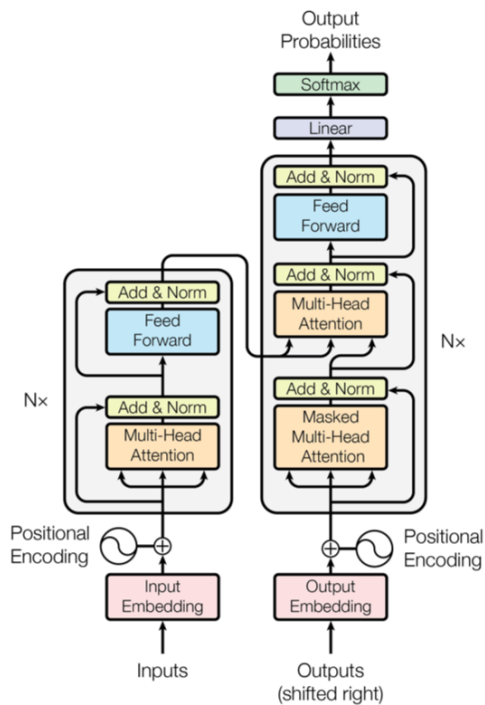 Output
Probabilities
Softmax
Linear
Add & Norm
Feed
Forward
Add & Norm
Multi-Head
Attention
Add & Norm
Masked
Multi-Head
Attention
N×
Positional
Encoding
Output
Embedding
Outputs
(shifted right)
Add & Norm
Feed
Forward
Add & Norm
Multi-Head
Attention
N×
Positional
Encoding
Input
Embedding
Inputs